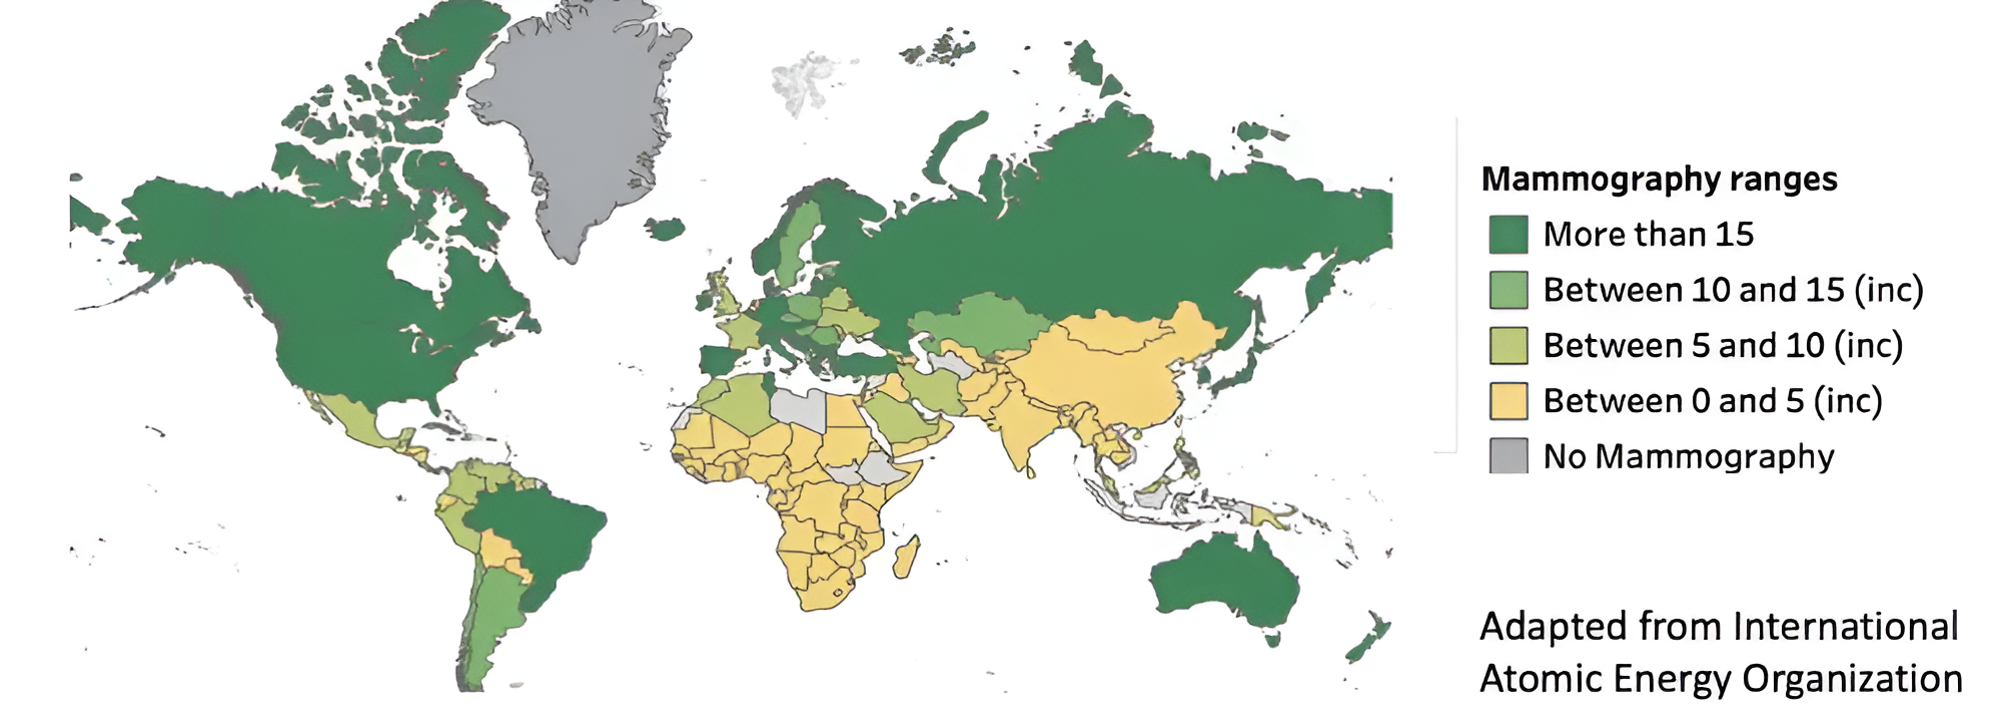 Mammography ranges
More than 15
Between 10 and 15 (inc)
Between 5 and 10 (inc)
Between 0 and 5 (inc)
No Mammography
Adapted from International
Atomic Energy Organization